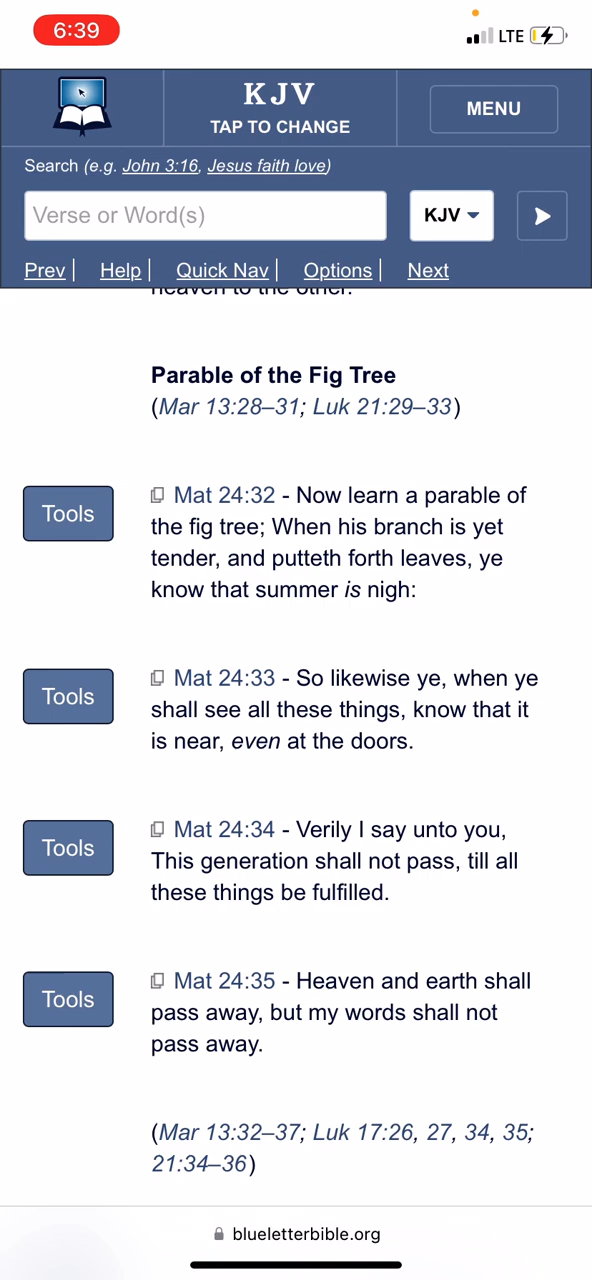 6:39
LTE
KJV
TAP TO CHANGE
MENU
Search (e.g. John 3:16, Jesus faith love)
Verse or Word(s)
KJV
Prev | Help | Quick Nav | Options | Next
heaven to the other.
Parable of the Fig Tree
(Mar 13:28–31; Luk 21:29–33)
Tools
Mat 24:32 - Now learn a parable of
the fig tree; When his branch is yet
tender, and putteth forth leaves, ye
know that summer is nigh:
Tools
Mat 24:33 - So likewise ye, when ye
shall see all these things, know that it
is near, even at the doors.
Tools
Mat 24:34 - Verily I say unto you,
This generation shall not pass, till all
these things be fulfilled.
Tools
Mat 24:35 - Heaven and earth shall
pass away, but my words shall not
pass away.
(Mar 13:32–37; Luk 17:26, 27, 34, 35;
21:34–36)
blueletterbible.org